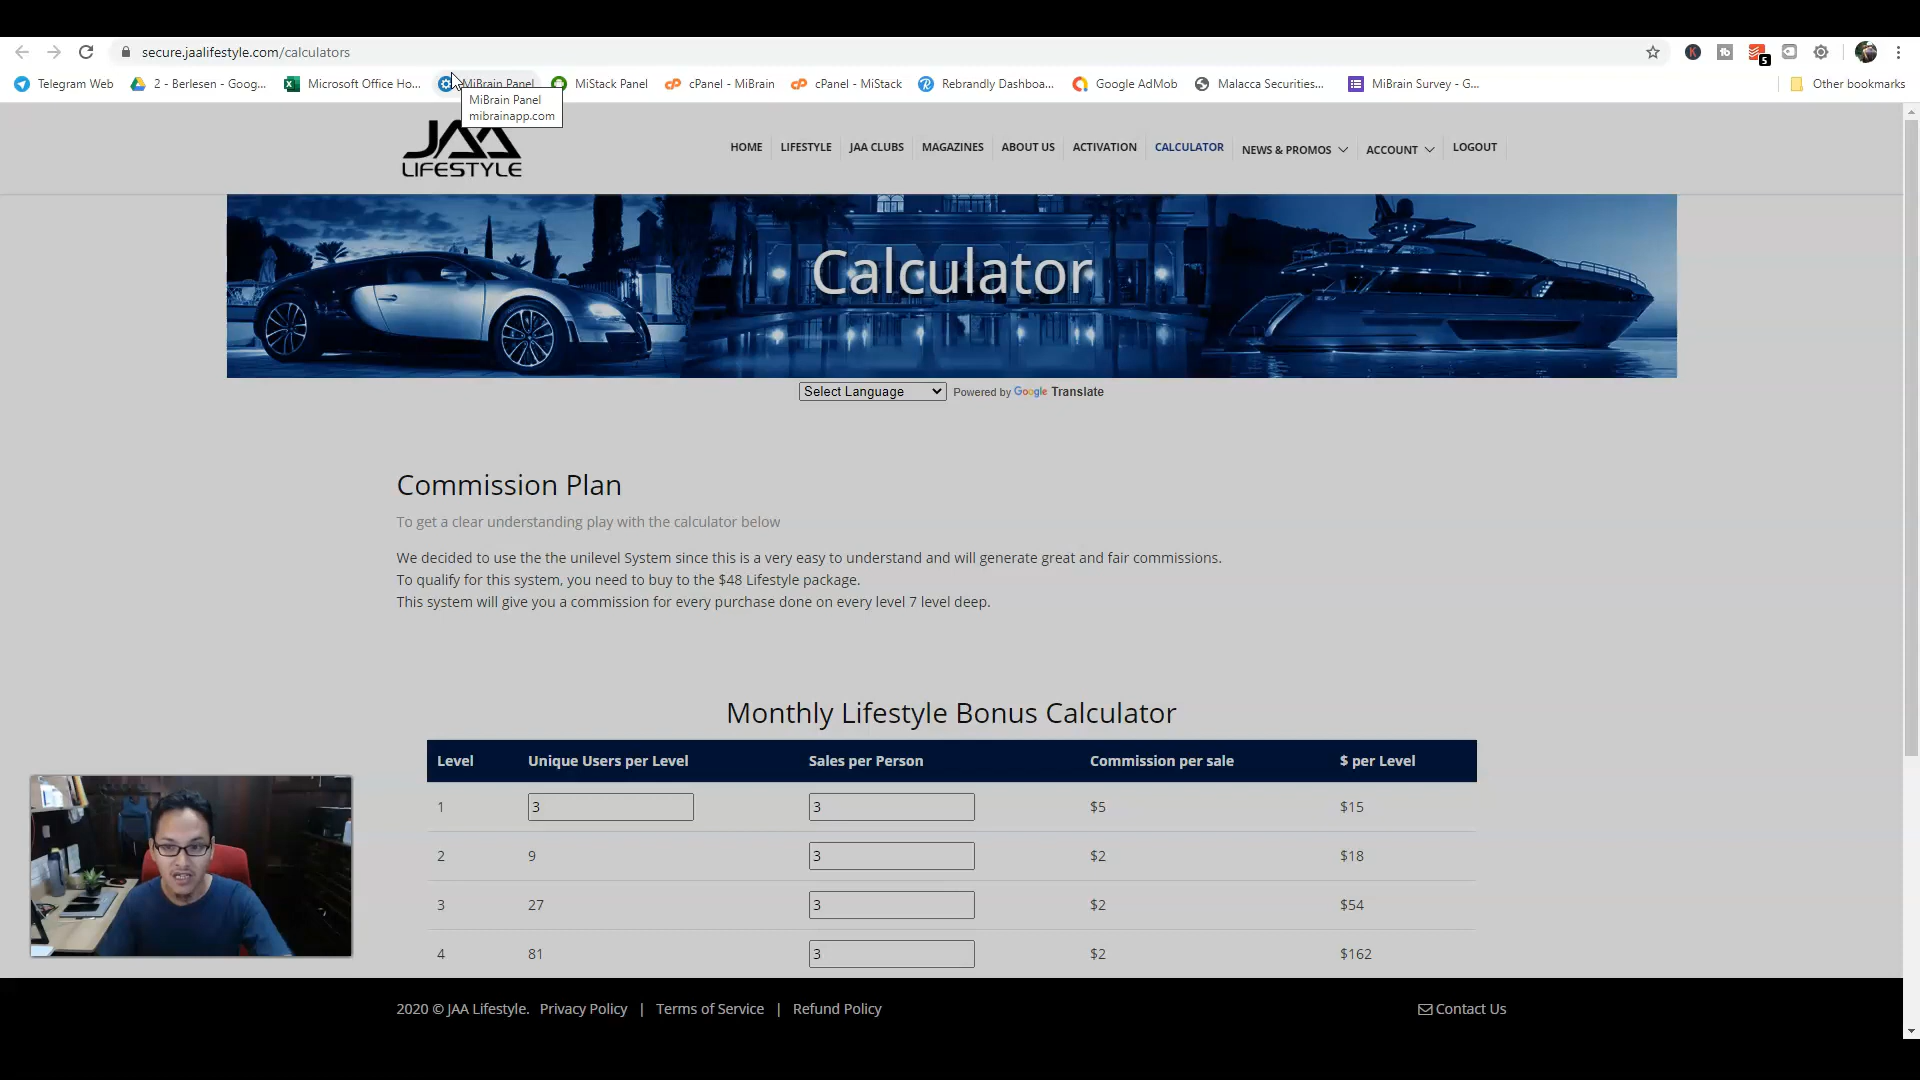 secure.jaalifestyle.com/calculators
5
Telegram Web
2 - Berlesen - Goog...
Microsoft Office Ho...
MiBrain Panel
MiStack Panel
cPanel - MiBrain
cPanel - MiStack
Rebrandly Dashboa...
Google AdMob
Malacca Securities...
MiBrain Survey - G...
Other bookmarks
MiBrain Panel
mibrainapp.com
JAA
LIFESTYLE
HOME
LIFESTYLE
JAA CLUBS
MAGAZINES
ABOUT US
ACTIVATION
CALCULATOR
NEWS & PROMOS
ACCOUNT
LOGOUT
Calculator
Select Language
Powered by Google Translate
Commission Plan
To get a clear understanding play with the calculator below
We decided to use the the unilevel System since this is a very easy to understand and will generate great and fair commissions.
To qualify for this system, you need to buy to the $48 Lifestyle package.
This system will give you a commission for every purchase done on every level 7 level deep.
Monthly Lifestyle Bonus Calculator
Level Unique Users per Level Sales per Person Commission per sale $ per Level
1 3 3 $5 $15
2 9 3 $2 $18
3 27 3 $2 $54
4 81 3 $2 $162
2020 © JAA Lifestyle. Privacy Policy | Terms of Service | Refund Policy
Contact Us